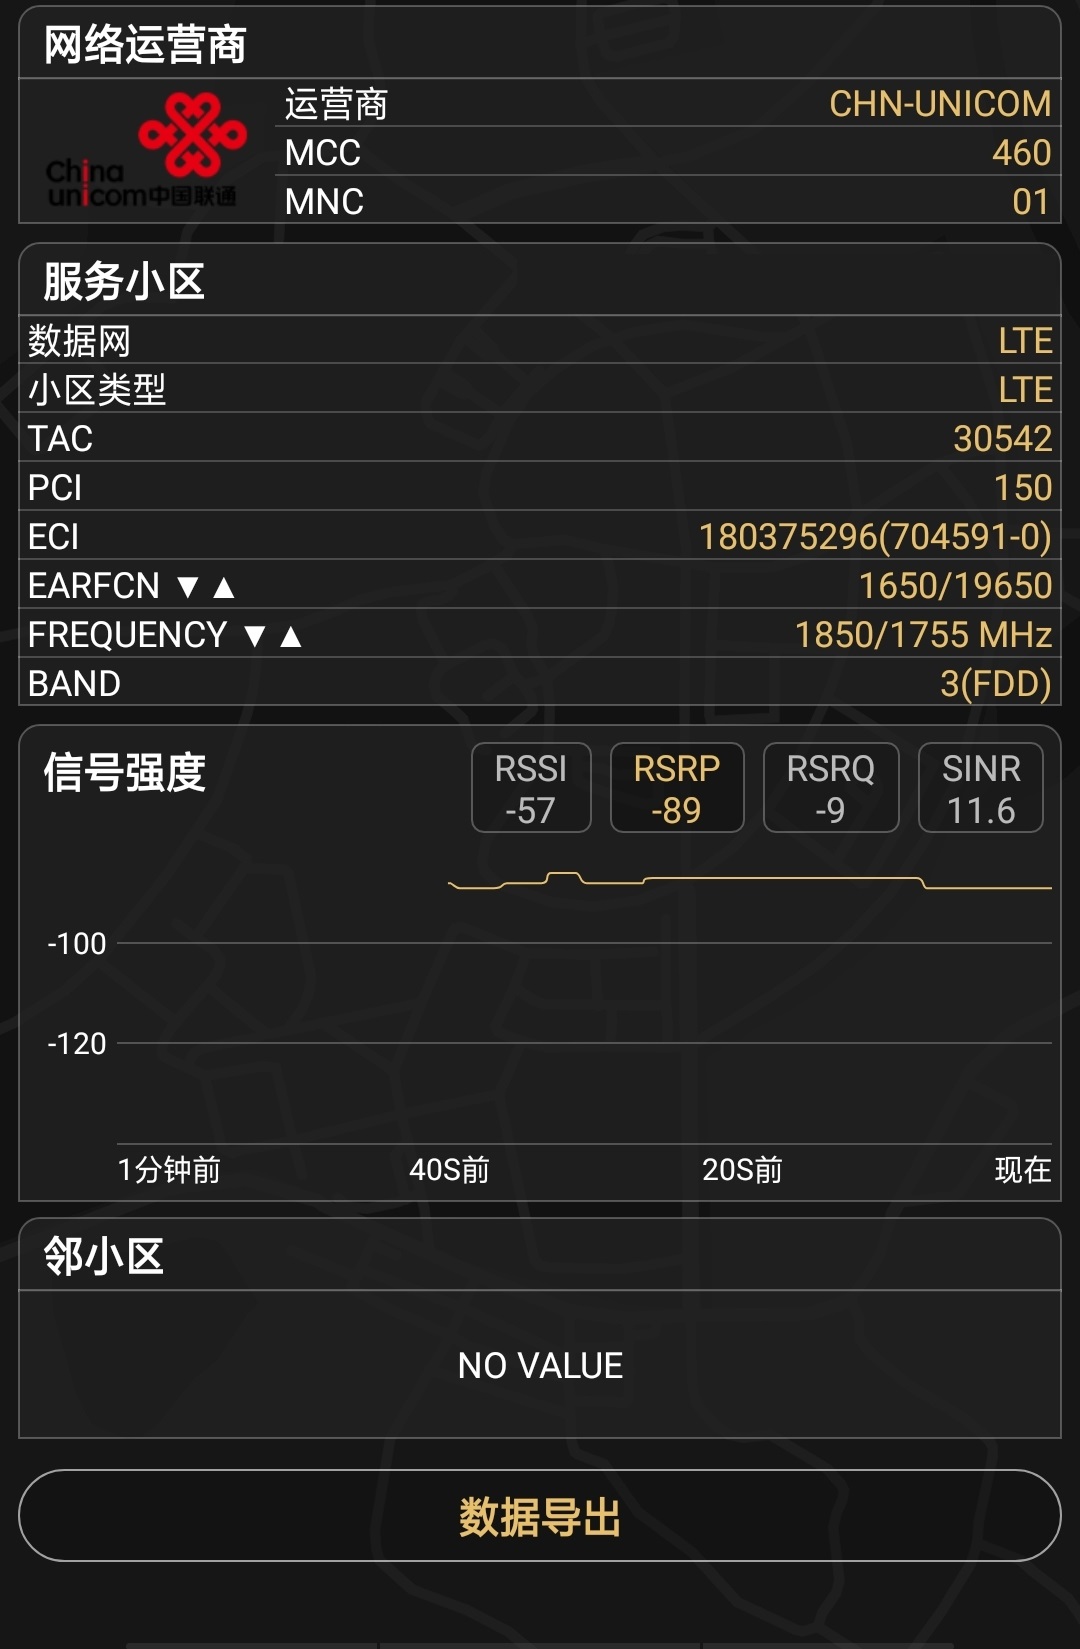 网络运营商
China
unicom中国联通
运营商 CHN-UNICOM
MCC 460
MNC 01
服务小区
数据网 LTE
小区类型 LTE
TAC 30542
PCI 150
ECI 180375296(704591-0)
EARFCN ▼▲ 1650/19650
FREQUENCY ▼▲ 1850/1755 MHz
BAND 3(FDD)
信号强度
RSSI RSRP RSRQ SINR
-57 -89 -9 11.6
-100
-120
1分钟前 40S前 20S前 现在
邻小区
NO VALUE
数据导出